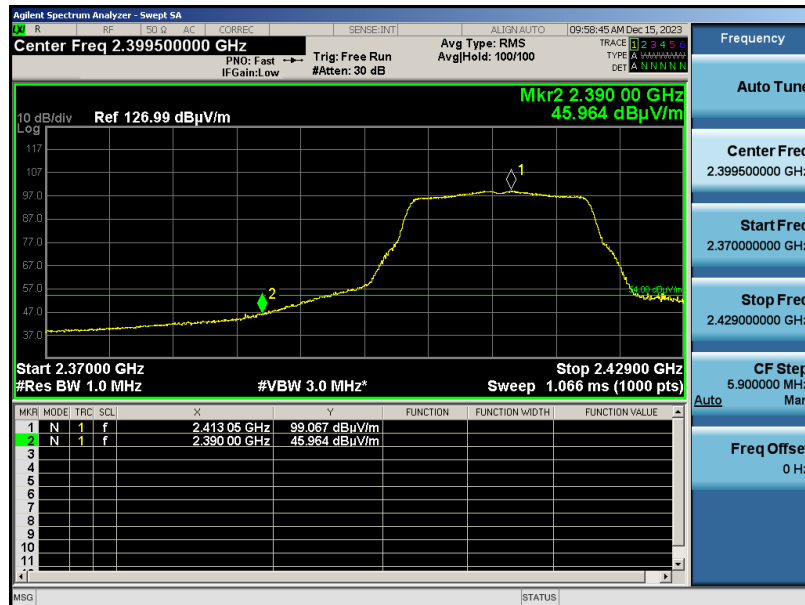 Agilent Spectrum Analyzer - Swept SA
LXI R RF 50 Ω AC CORREC SENSE:INT ALIGN AUTO 09:58:45 AM Dec 15, 2023
Center Freq 2.399500000 GHz
PNO: Fast
IFGain:Low
Trig: Free Run
#Atten: 30 dB
Avg Type: RMS
Avg|Hold: 100/100
TRACE 1 2 3 4 5 6
TYPE A WWWWW
DET A N N N N N
Mkr2 2.390 00 GHz
45.964 dBµV/m
10 dB/div Ref 126.99 dBµV/m
Log
117
107
97.0
87.0
77.0
67.0
57.0
47.0
37.0
1
2
54.00 dBµV/m
Start 2.37000 GHz Stop 2.42900 GHz
#Res BW 1.0 MHz #VBW 3.0 MHz* Sweep 1.066 ms (1000 pts)
MKR MODE TRC SCL X Y FUNCTION FUNCTION WIDTH FUNCTION VALUE
1 N 1 f 2.413 05 GHz 99.067 dBµV/m
2 N 1 f 2.390 00 GHz 45.964 dBµV/m
3
4
5
6
7
8
9
10
11
MSG STATUS
Frequency
Auto Tune
Center Freq
2.399500000 GHz
Start Freq
2.370000000 GHz
Stop Freq
2.429000000 GHz
CF Step
5.900000 MHz
Auto Man
Freq Offset
0 Hz